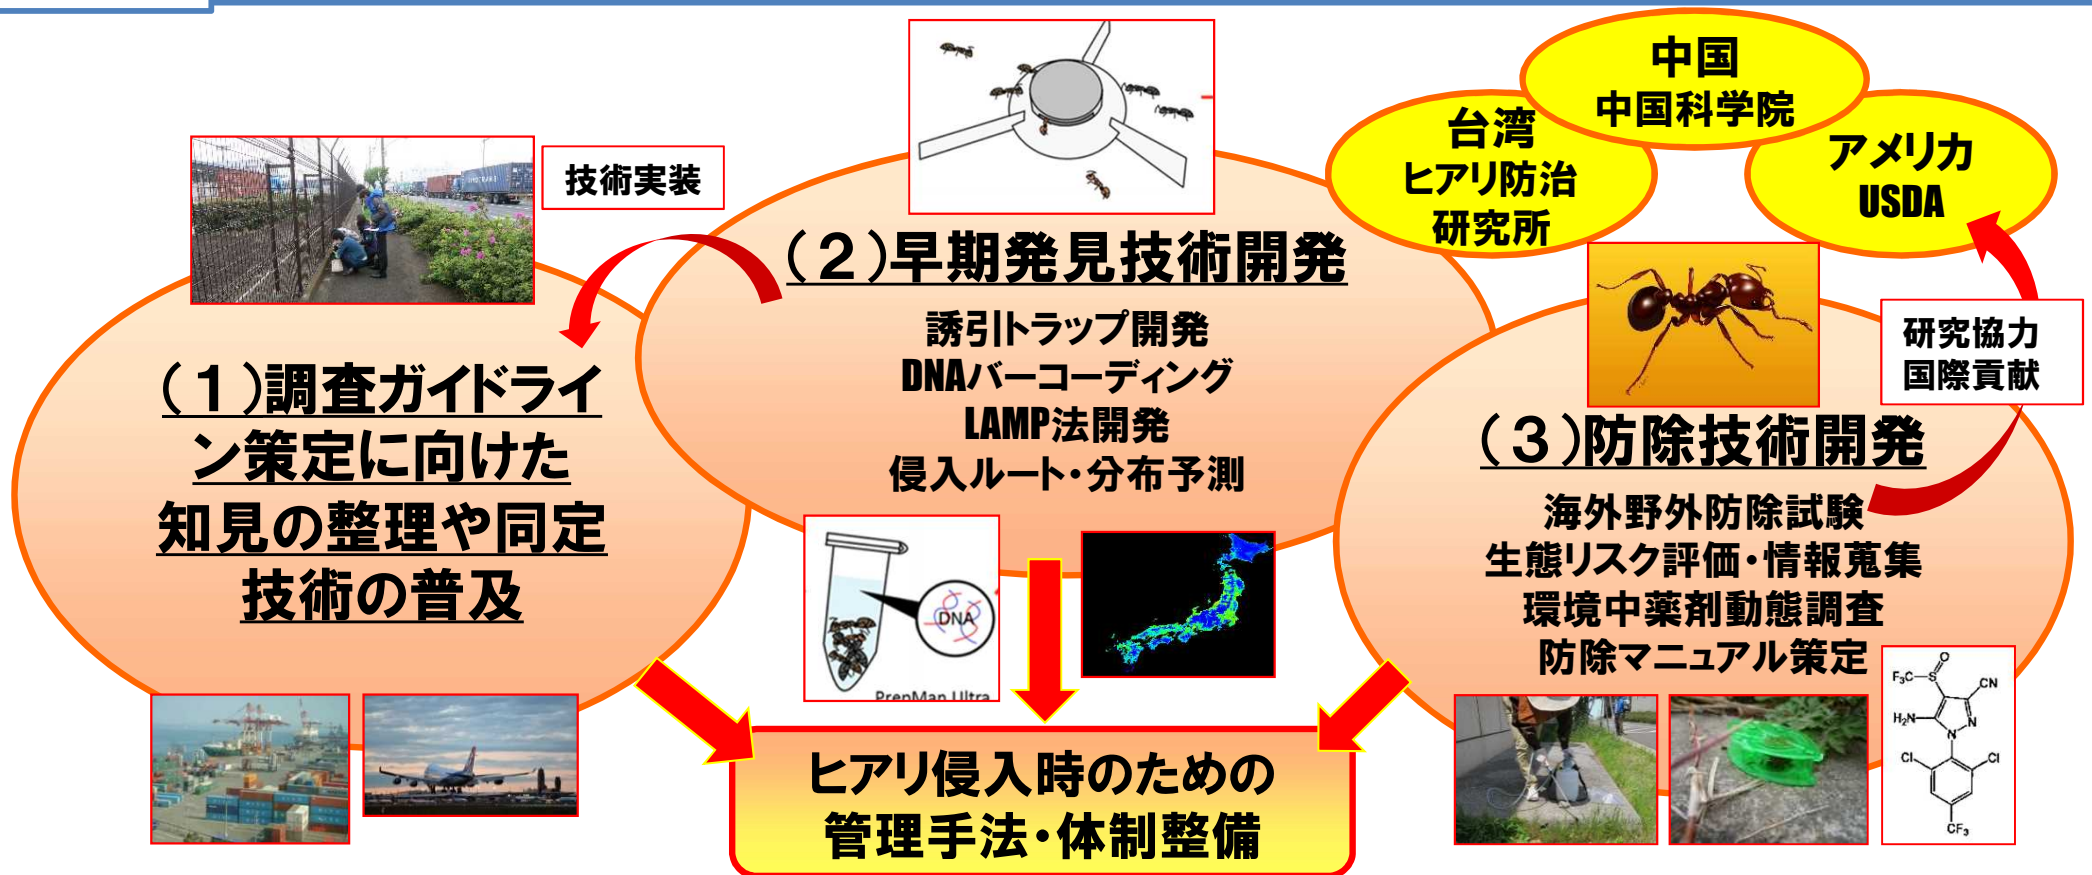 中国
中国科学院
台湾
ヒアリ防治
研究所
アメリカ
USDA
技術実装
(2)早期発見技術開発
誘引トラップ開発
DNAバーコーディング
LAMP法開発
侵入ルート・分布予測
(1)調査ガイドライ
ン策定に向けた
知見の整理や同定
技術の普及
研究協力
国際貢献
(3)防除技術開発
海外野外防除試験
生態リスク評価・情報蒐集
環境中薬剤動態調査
防除マニュアル策定
DNA
PrepMan Ultra
O
F₃C
S
CN
H₂N
N
N
Cl
Cl
CF₃
ヒアリ侵入時のための
管理手法・体制整備